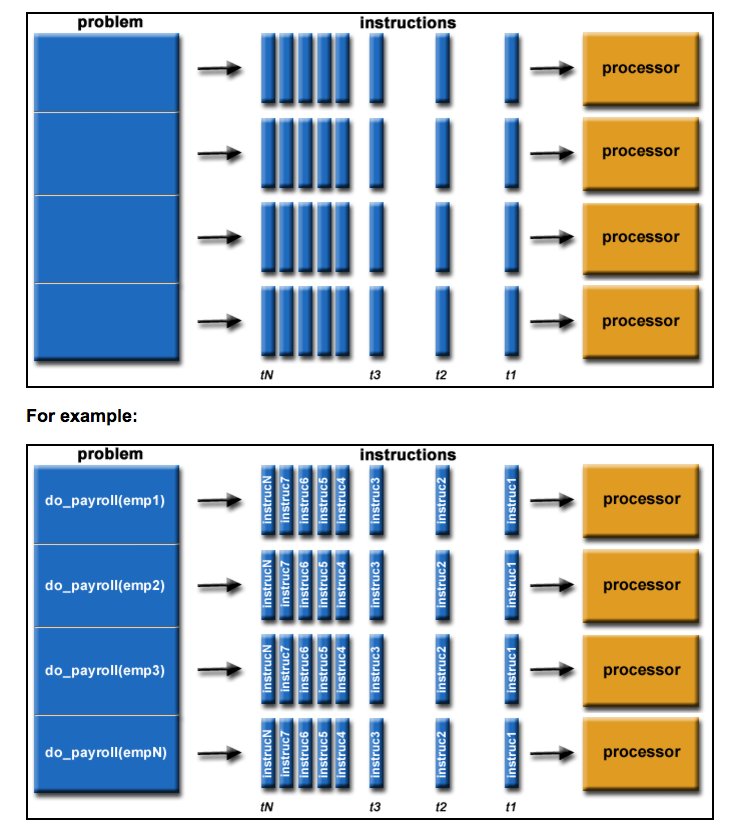 problem instructions
processor
processor
processor
processor
tN t3 t2 t1
For example:
problem instructions
do_payroll(emp1) instrucN instruc7 instruc6 instruc5 instruc4 instruc3 instruc2 instruc1 processor
do_payroll(emp2) instrucN instruc7 instruc6 instruc5 instruc4 instruc3 instruc2 instruc1 processor
do_payroll(emp3) instrucN instruc7 instruc6 instruc5 instruc4 instruc3 instruc2 instruc1 processor
do_payroll(empN) instrucN instruc7 instruc6 instruc5 instruc4 instruc3 instruc2 instruc1 processor
tN t3 t2 t1